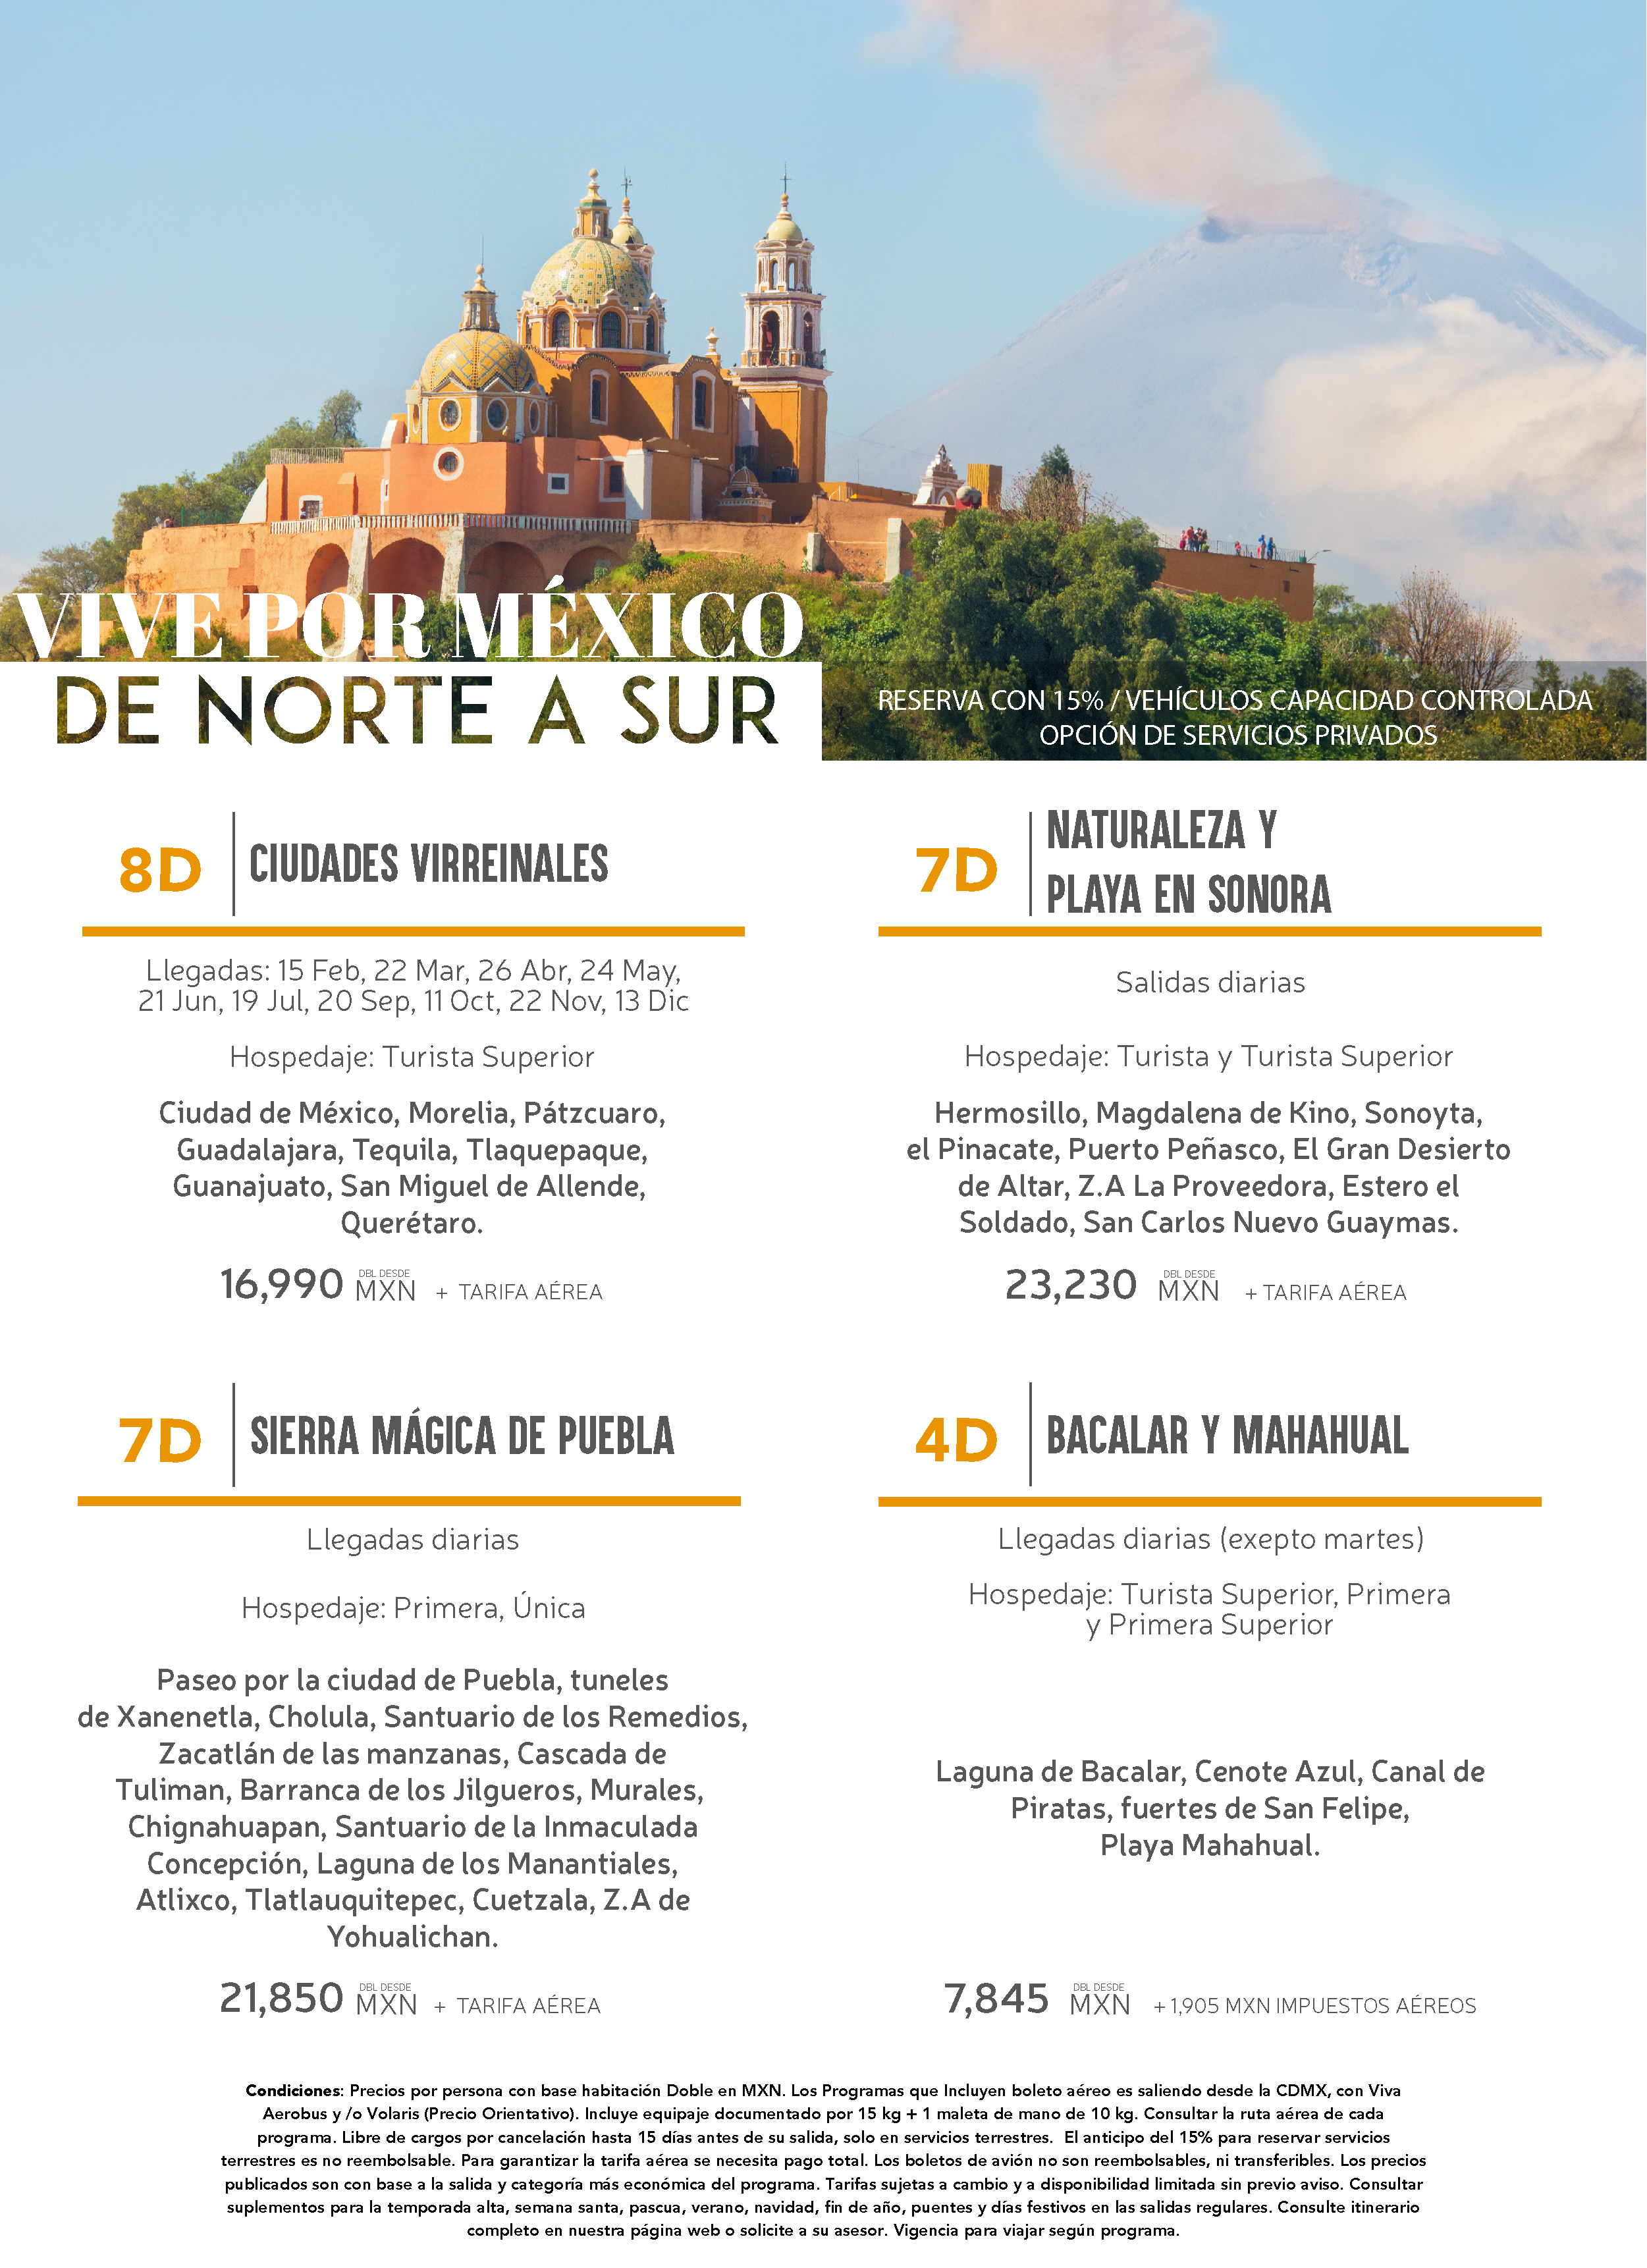 VIVE POR MÉXICO
DE NORTE A SUR
RESERVA CON 15% / VEHÍCULOS CAPACIDAD CONTROLADA
OPCIÓN DE SERVICIOS PRIVADOS
8D
CIUDADES VIRREINALES
Llegadas: 15 Feb, 22 Mar, 26 Abr, 24 May,
21 Jun, 19 Jul, 20 Sep, 11 Oct, 22 Nov, 13 Dic
Hospedaje: Turista Superior
Ciudad de México, Morelia, Pátzcuaro,
Guadalajara, Tequila, Tlaquepaque,
Guanajuato, San Miguel de Allende,
Querétaro.
16,990 DBL DESDE MXN + TARIFA AÉREA
7D
NATURALEZA Y
PLAYA EN SONORA
Salidas diarias
Hospedaje: Turista y Turista Superior
Hermosillo, Magdalena de Kino, Sonoyta,
el Pinacate, Puerto Peñasco, El Gran Desierto
de Altar, Z.A La Proveedora, Estero el
Soldado, San Carlos Nuevo Guaymas.
23,230 DBL DESDE MXN + TARIFA AÉREA
7D
SIERRA MÁGICA DE PUEBLA
Llegadas diarias
Hospedaje: Primera, Única
Paseo por la ciudad de Puebla, tuneles
de Xanenetla, Cholula, Santuario de los Remedios,
Zacatlán de las manzanas, Cascada de
Tuliman, Barranca de los Jilgueros, Murales,
Chignahuapan, Santuario de la Inmaculada
Concepción, Laguna de los Manantiales,
Atlixco, Tlatlauquitepec, Cuetzala, Z.A de
Yohualichan.
21,850 DBL DESDE MXN + TARIFA AÉREA
4D
BACALAR Y MAHAHUAL
Llegadas diarias (exepto martes)
Hospedaje: Turista Superior, Primera
y Primera Superior
Laguna de Bacalar, Cenote Azul, Canal de
Piratas, fuertes de San Felipe,
Playa Mahahual.
7,845 DBL DESDE MXN + 1,905 MXN IMPUESTOS AÉREOS
Condiciones: Precios por persona con base habitación Doble en MXN. Los Programas que Incluyen boleto aéreo es saliendo desde la CDMX, con Viva
Aerobus y /o Volaris (Precio Orientativo). Incluye equipaje documentado por 15 kg + 1 maleta de mano de 10 kg. Consultar la ruta aérea de cada
programa. Libre de cargos por cancelación hasta 15 días antes de su salida, solo en servicios terrestres. El anticipo del 15% para reservar servicios
terrestres es no reembolsable. Para garantizar la tarifa aérea se necesita pago total. Los boletos de avión no son reembolsables, ni transferibles. Los precios
publicados son con base a la salida y categoría más económica del programa. Tarifas sujetas a cambio y a disponibilidad limitada sin previo aviso. Consultar
suplementos para la temporada alta, semana santa, pascua, verano, navidad, fin de año, puentes y días festivos en las salidas regulares. Consulte itinerario
completo en nuestra página web o solicite a su asesor. Vigencia para viajar según programa.